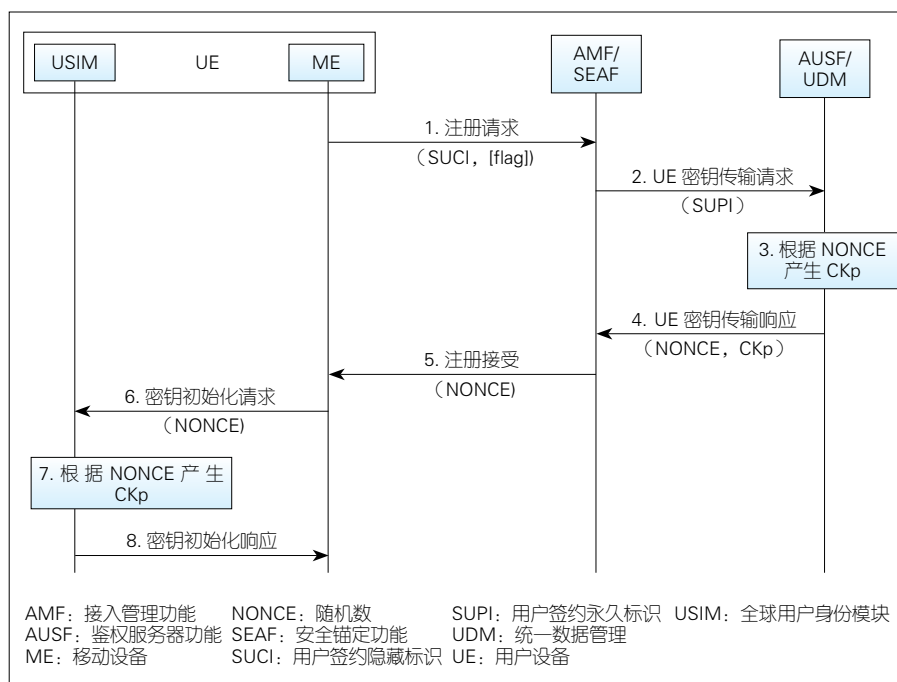 USIM
UE
ME
AMF/
SEAF
AUSF/
UDM
1. 注册请求
（SUCI，[flag])
2. UE 密钥传输请求
（SUPI）
3. 根据 NONCE
产生 CKp
4. UE 密钥传输响应
（NONCE，CKp）
5. 注册接受
（NONCE)
6. 密钥初始化请求
（NONCE)
7. 根 据 NONCE 产 生
CKp
8. 密钥初始化响应
AMF：接入管理功能 NONCE：随机数 SUPI：用户签约永久标识 USIM：全球用户身份模块
AUSF：鉴权服务器功能 SEAF：安全锚定功能 UDM：统一数据管理
ME：移动设备 SUCI：用户签约隐藏标识 UE：用户设备